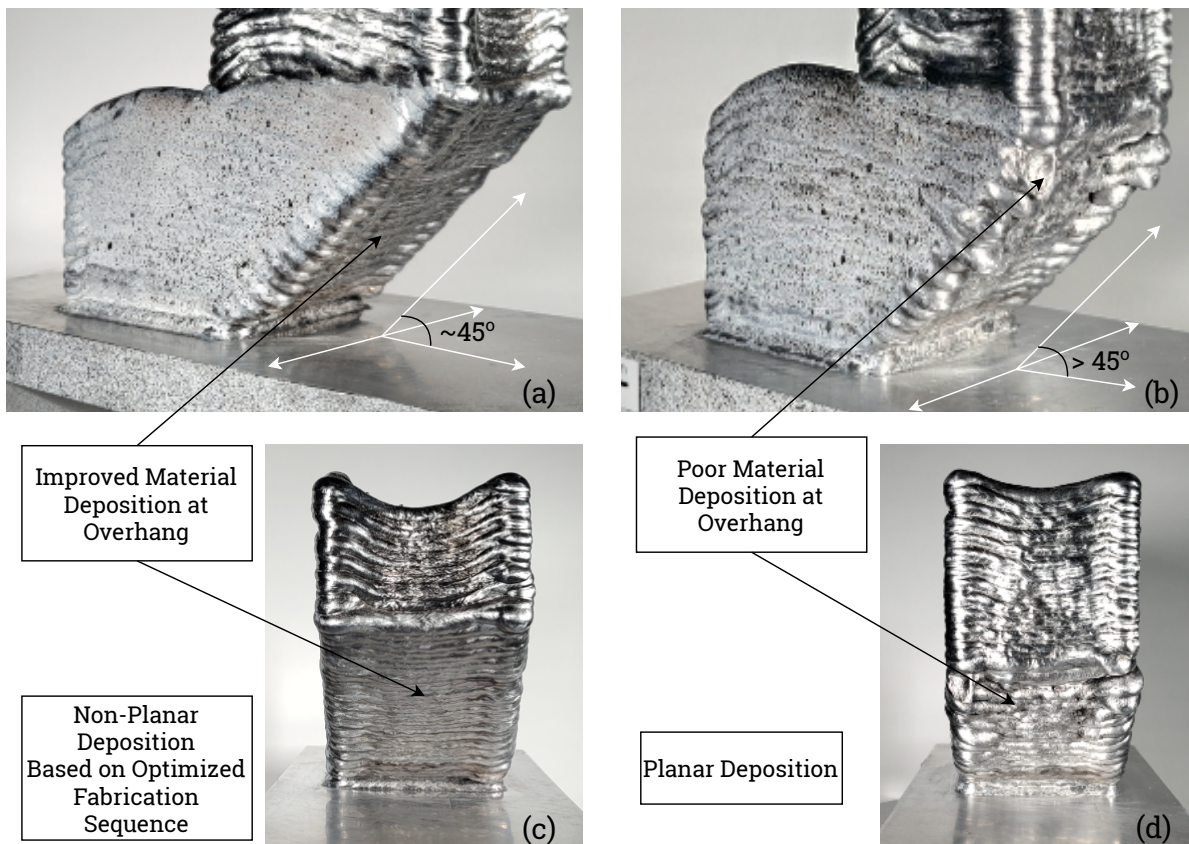 ~45°
(a)
> 45°
(b)
Improved Material
Deposition at
Overhang
Poor Material
Deposition at
Overhang
Non-Planar
Deposition
Based on Optimized
Fabrication
Sequence
(c)
Planar Deposition
(d)